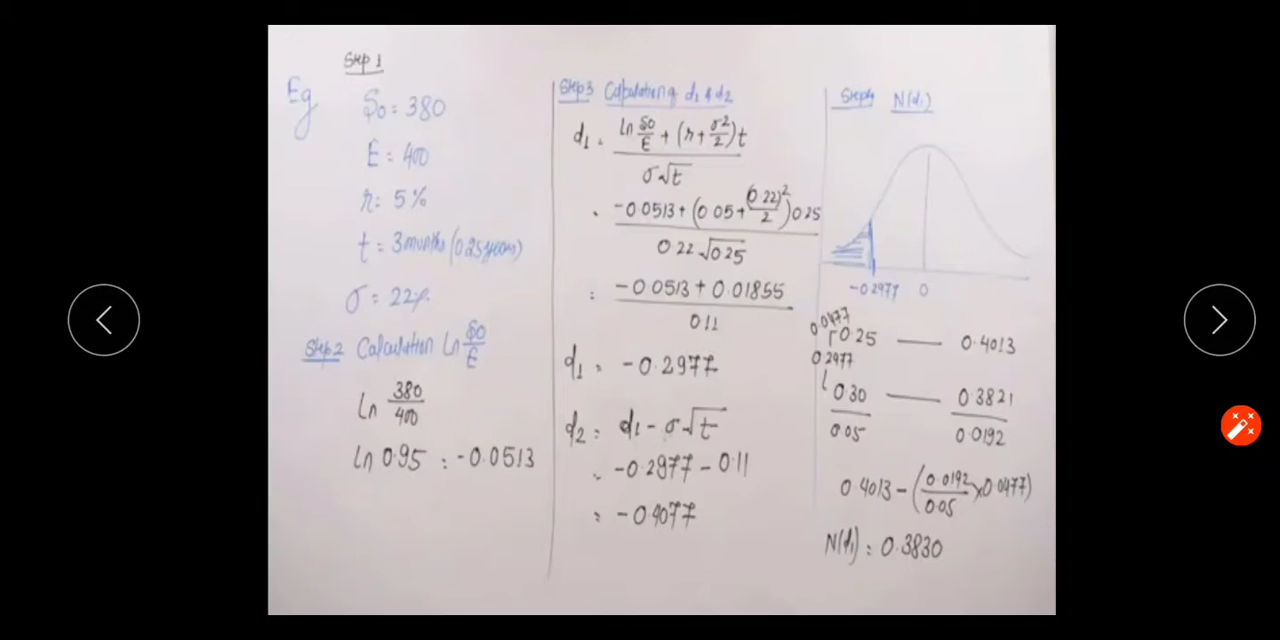 Step 1
Eg
S0 = 380
E = 400
r = 5%
t = 3 months (0.25 years)
σ = 22%
Step 2 Calculation Ln S0/E
Ln 380/400
Ln 0.95 = -0.0513
Step 3 Calculation of d1 & d2
d1 = (Ln S0/E + (r + σ²/2) t) / (σ√t)
= (-0.0513 + (0.05 + (0.22)²/2) 0.25) / (0.22 √0.25)
= (-0.0513 + 0.01855) / 0.11
d1 = -0.2977
d2 = d1 - σ√t
= -0.2977 - 0.11
= -0.4077
Step 4 N(d1)
-0.2977 0
0.0477
0.25 — 0.4013
0.2977
0.30 — 0.3821
0.05 0.0192
0.4013 - (0.0192/0.05 × 0.0477)
N(d1) = 0.3830